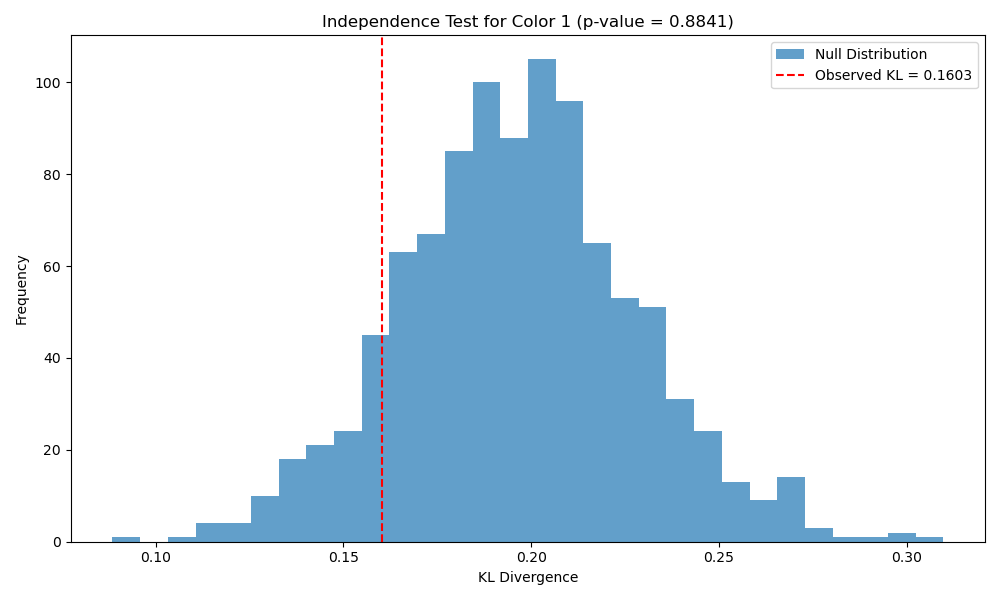 Independence Test for Color 1 (p-value = 0.8841)
Null Distribution
Observed KL = 0.1603
Frequency
100
80
60
40
20
0
0.10 0.15 0.20 0.25 0.30
KL Divergence